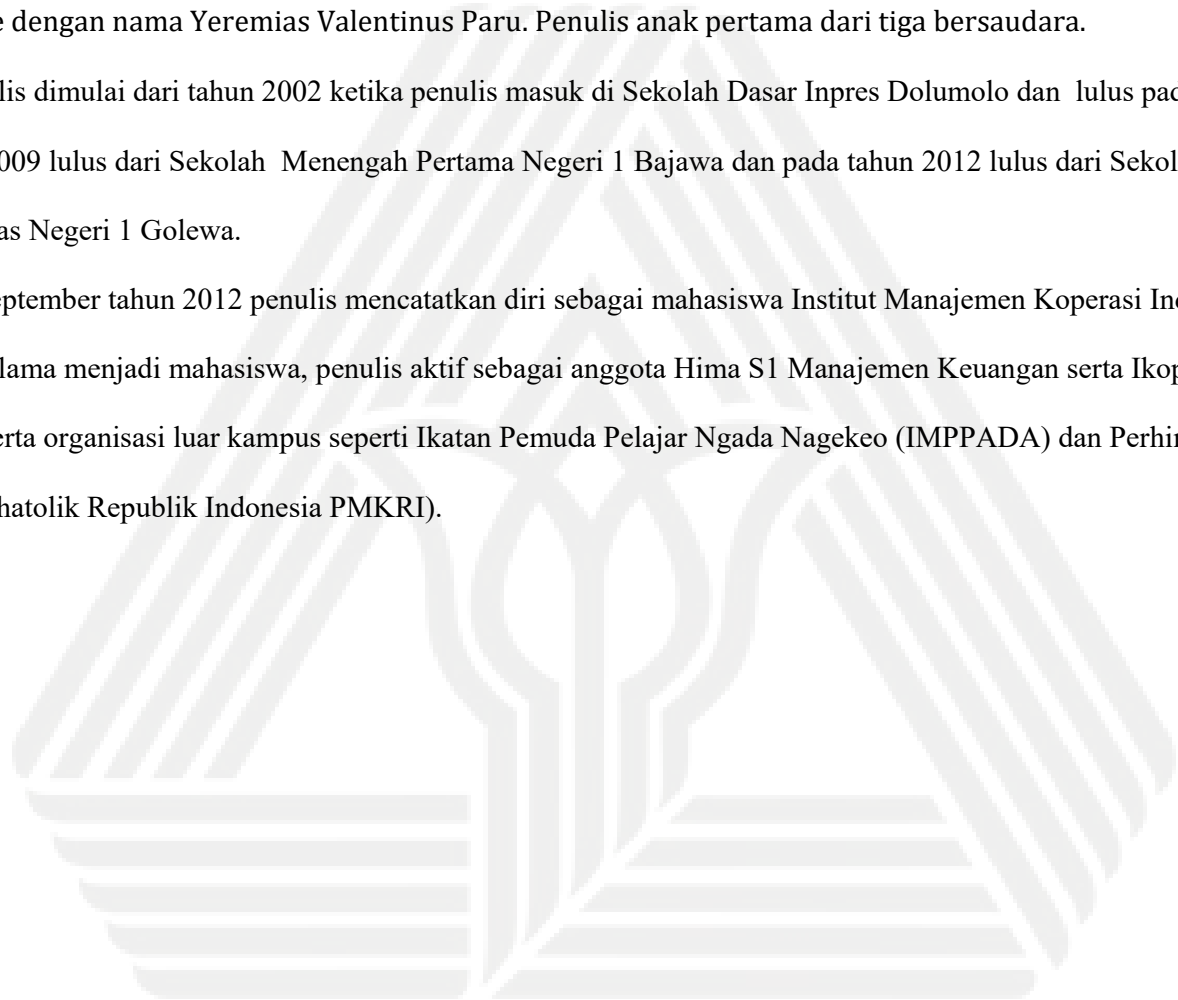 e dengan nama Yeremias Valentinus Paru. Penulis anak pertama dari tiga bersaudara.
lis dimulai dari tahun 2002 ketika penulis masuk di Sekolah Dasar Inpres Dolumolo dan lulus pad
009 lulus dari Sekolah Menengah Pertama Negeri 1 Bajawa dan pada tahun 2012 lulus dari Sekol
as Negeri 1 Golewa.
eptember tahun 2012 penulis mencatatkan diri sebagai mahasiswa Institut Manajemen Koperasi Ind
lama menjadi mahasiswa, penulis aktif sebagai anggota Hima S1 Manajemen Keuangan serta Ikop
erta organisasi luar kampus seperti Ikatan Pemuda Pelajar Ngada Nagekeo (IMPPADA) dan Perhin
hatolik Republik Indonesia PMKRI).